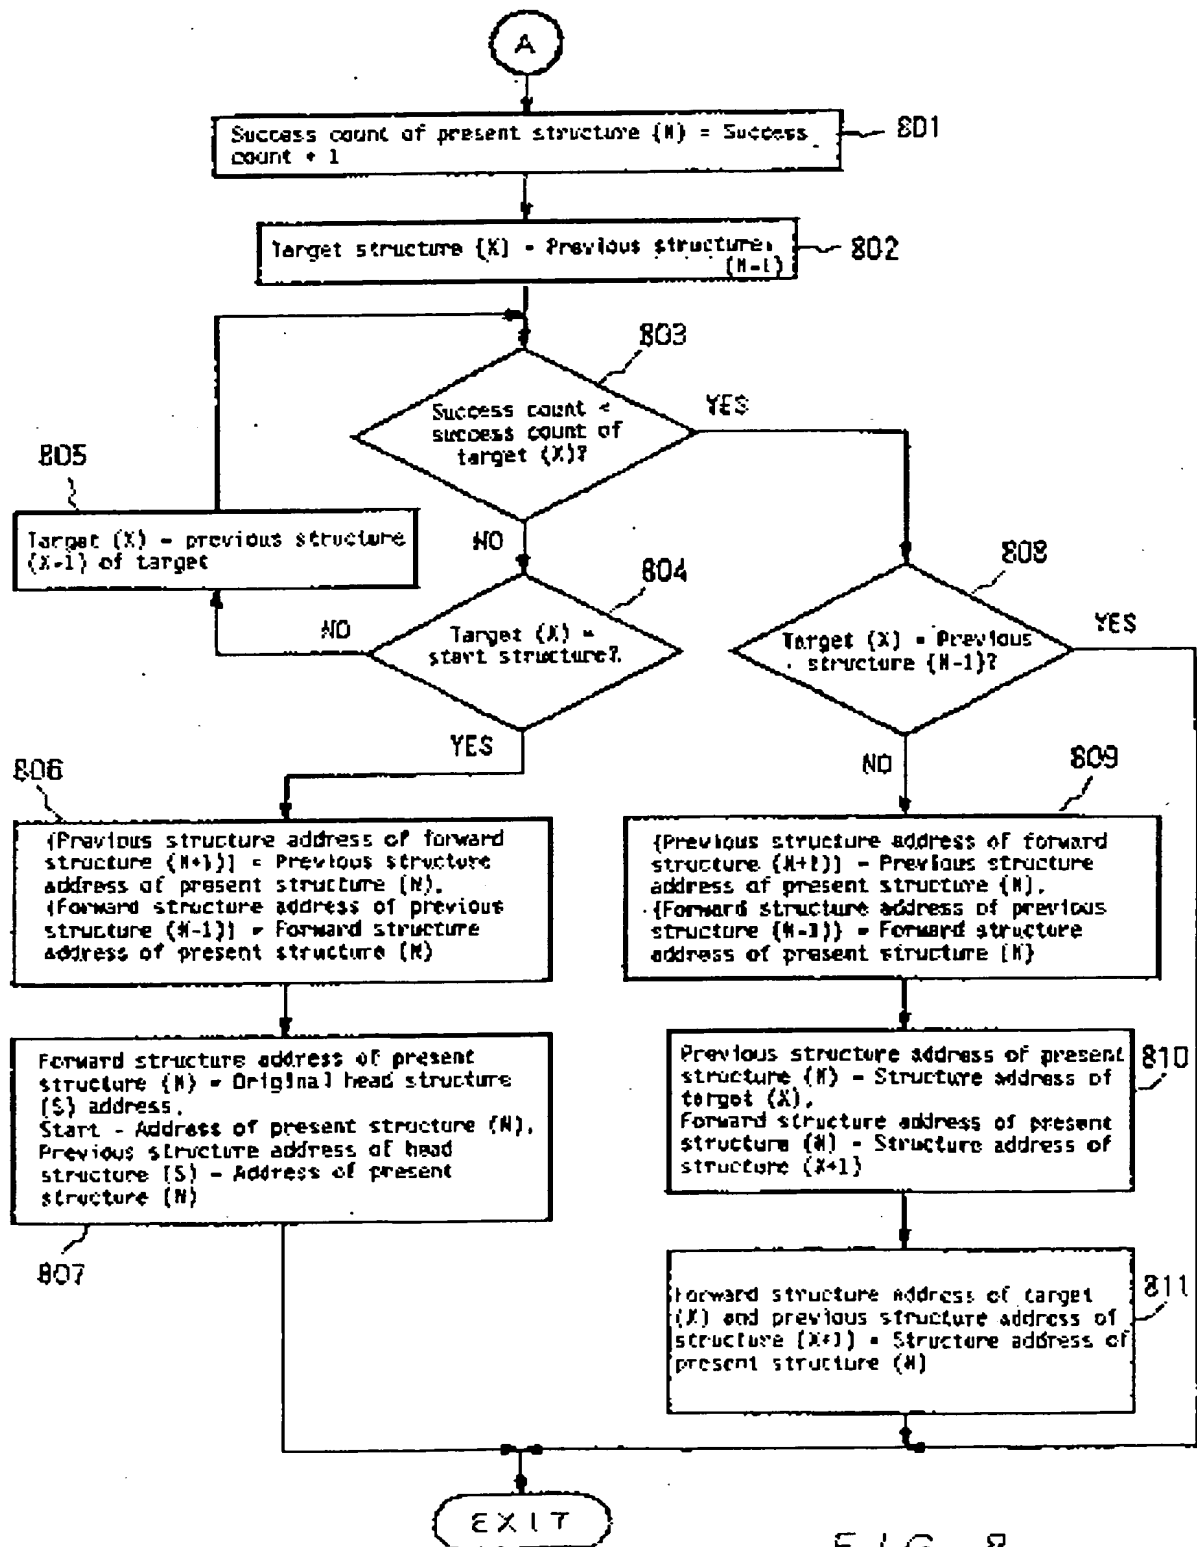 A
Success count of present structure (N) = Success
count + 1
801
Target structure (X) = Previous structure
(N-1)
802
803
Success count <
success count of
target (X)?
YES
NO
805
Target (X) = previous structure
(X-1) of target
804
Target (X) =
start structure?
NO
YES
808
Target (X) = Previous
structure (N-1)?
YES
NO
806
{Previous structure address of forward
structure (N+1)} = Previous structure
address of present structure (N),
{Forward structure address of previous
structure (N-1)} = Forward structure
address of present structure (N)
809
{Previous structure address of forward
structure (N+1)} = Previous structure
address of present structure (N),
{Forward structure address of previous
structure (N-1)} = Forward structure
address of present structure (N)
Forward structure address of present
structure (N) = Original head structure
(S) address,
Start = Address of present structure (N),
Previous structure address of head
structure (S) = Address of present
structure (N)
807
Previous structure address of present
structure (N) = Structure address of
target (X),
Forward structure address of present
structure (N) = Structure address of
structure (X+1)
810
Forward structure address of target
(X) and previous structure address of
structure (X+1) = Structure address of
present structure (N)
811
EXIT
FIG. 8